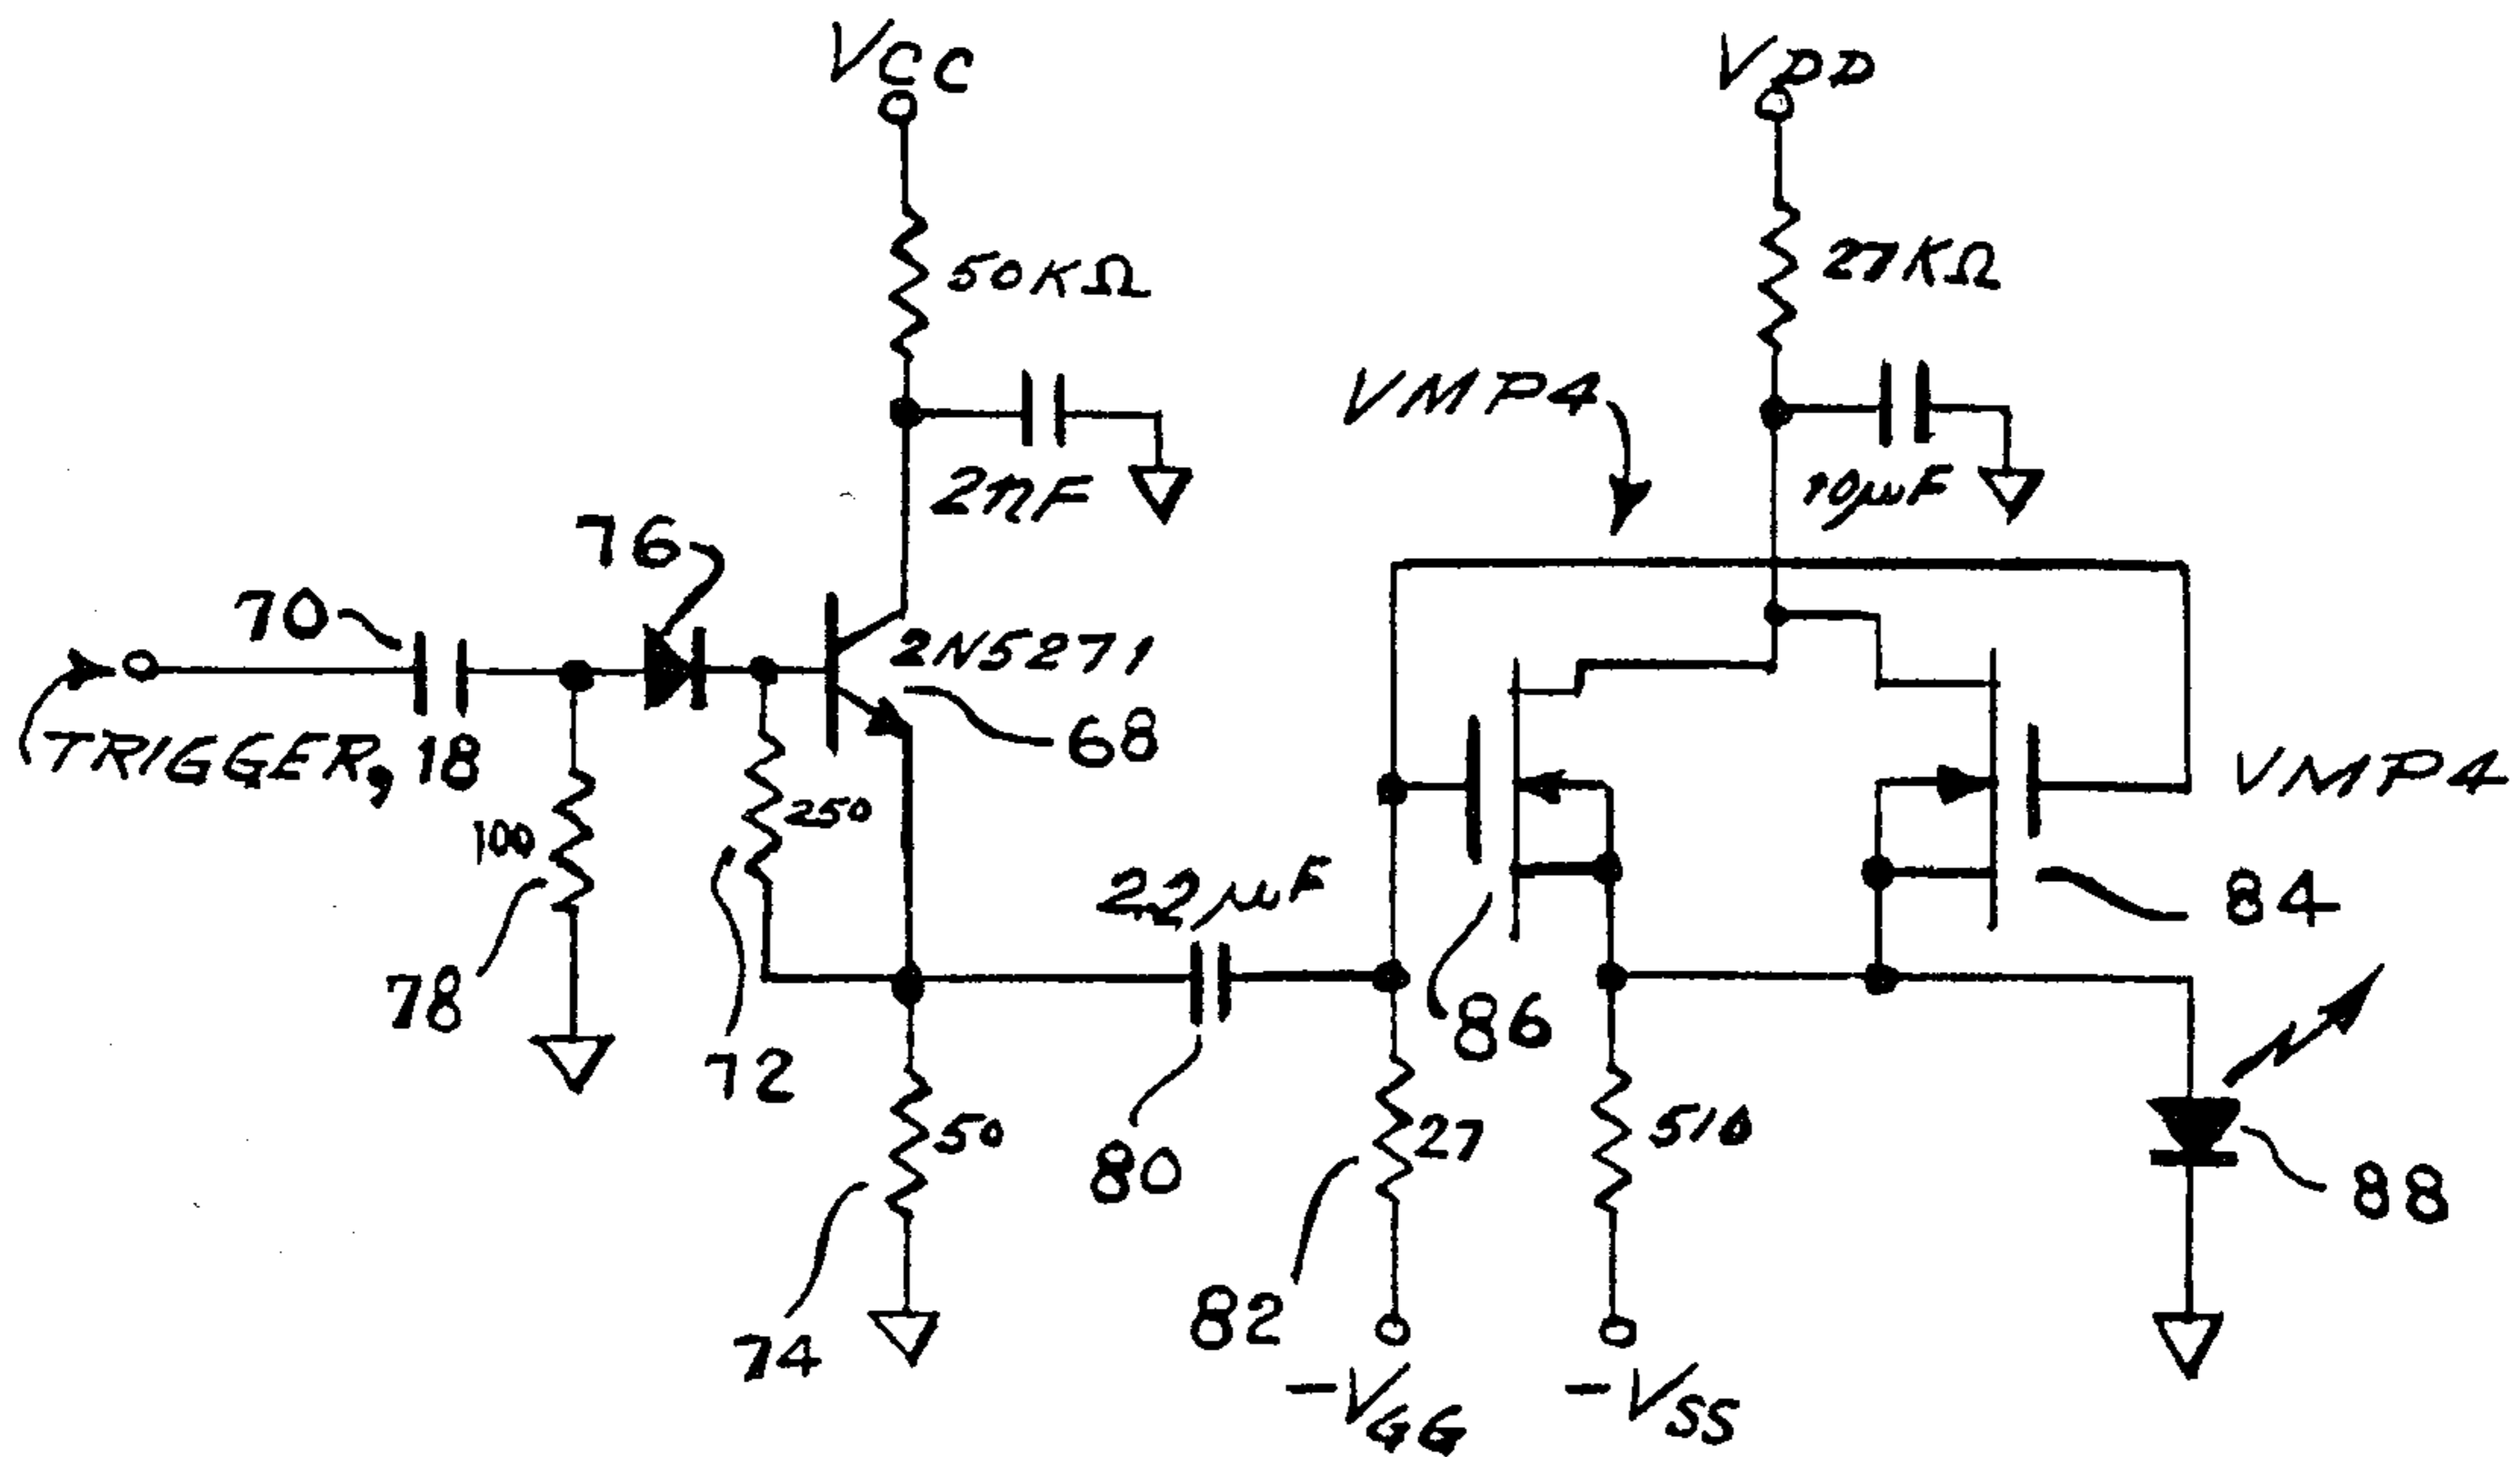 VCC
VDD
50KΩ
27KΩ
VMP4
2nF
10μF
76
70
2N5271
68
TRIGGER, 18
VMP4
250
100
22μF
84
78
86
72
510
50
27
80
88
82
74
-VGG
-VSS